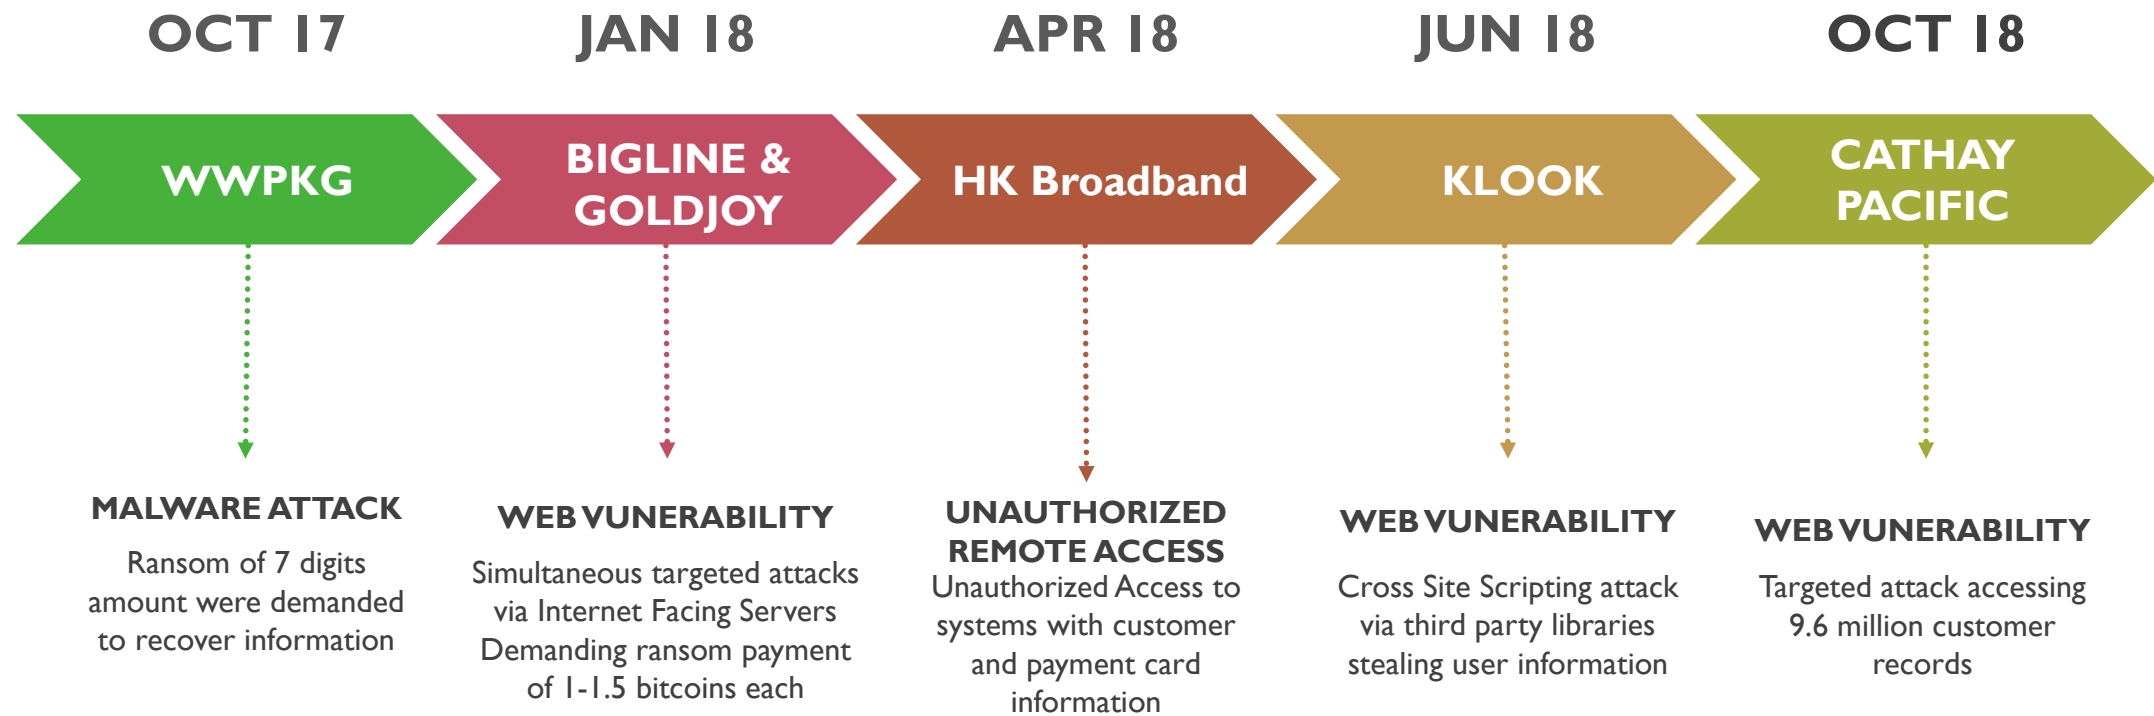 OCT 17
JAN 18
APR 18
JUN 18
OCT 18
WWPKG
BIGLINE &
GOLDJOY
HK Broadband
KLOOK
CATHAY
PACIFIC
MALWARE ATTACK
Ransom of 7 digits
amount were demanded
to recover information
WEB VUNERABILITY
Simultaneous targeted attacks
via Internet Facing Servers
Demanding ransom payment
of 1-1.5 bitcoins each
UNAUTHORIZED
REMOTE ACCESS
Unauthorized Access to
systems with customer
and payment card
information
WEB VUNERABILITY
Cross Site Scripting attack
via third party libraries
stealing user information
WEB VUNERABILITY
Targeted attack accessing
9.6 million customer
records